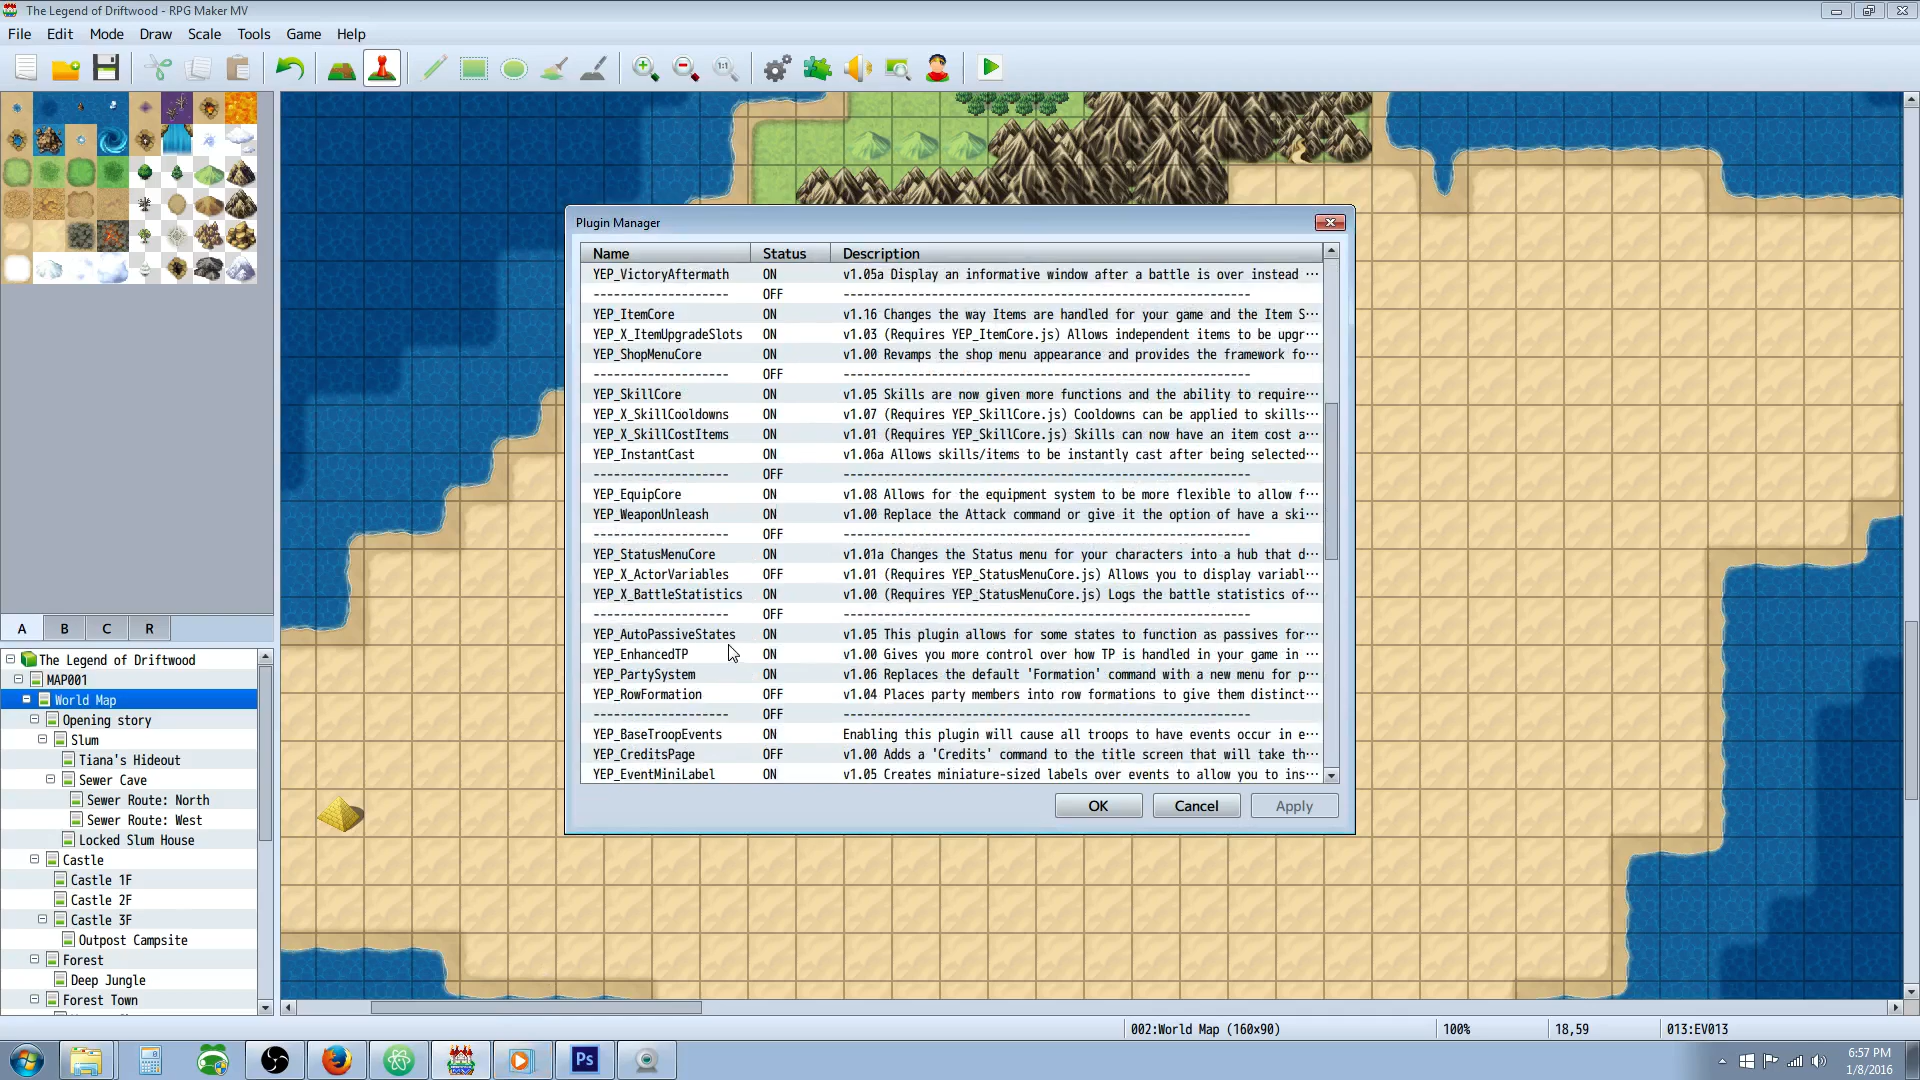 The Legend of Driftwood - RPG Maker MV
File Edit Mode Draw Scale Tools Game Help
1:1
Plugin Manager
Name Status Description
YEP_VictoryAftermath ON v1.05a Display an informative window after a battle is over instead ···
-------------------- OFF ------------------------------------------------------------
YEP_ItemCore ON v1.16 Changes the way Items are handled for your game and the Item S···
YEP_X_ItemUpgradeSlots ON v1.03 (Requires YEP_ItemCore.js) Allows independent items to be upgr···
YEP_ShopMenuCore ON v1.00 Revamps the shop menu appearance and provides the framework fo···
-------------------- OFF ------------------------------------------------------------
YEP_SkillCore ON v1.05 Skills are now given more functions and the ability to require···
YEP_X_SkillCooldowns ON v1.07 (Requires YEP_SkillCore.js) Cooldowns can be applied to skills···
YEP_X_SkillCostItems ON v1.01 (Requires YEP_SkillCore.js) Skills can now have an item cost a···
YEP_InstantCast ON v1.06a Allows skills/items to be instantly cast after being selected···
-------------------- OFF ------------------------------------------------------------
YEP_EquipCore ON v1.08 Allows for the equipment system to be more flexible to allow f···
YEP_WeaponUnleash ON v1.00 Replace the Attack command or give it the option of have a ski···
-------------------- OFF ------------------------------------------------------------
YEP_StatusMenuCore ON v1.01a Changes the Status menu for your characters into a hub that d···
YEP_X_ActorVariables OFF v1.01 (Requires YEP_StatusMenuCore.js) Allows you to display variabl···
YEP_X_BattleStatistics ON v1.00 (Requires YEP_StatusMenuCore.js) Logs the battle statistics of···
-------------------- OFF ------------------------------------------------------------
YEP_AutoPassiveStates ON v1.05 This plugin allows for some states to function as passives for···
YEP_EnhancedTP ON v1.00 Gives you more control over how TP is handled in your game in ···
YEP_PartySystem ON v1.06 Replaces the default 'Formation' command with a new menu for p···
YEP_RowFormation OFF v1.04 Places party members into row formations to give them distinct···
-------------------- OFF ------------------------------------------------------------
YEP_BaseTroopEvents ON Enabling this plugin will cause all troops to have events occur in e···
YEP_CreditsPage OFF v1.00 Adds a 'Credits' command to the title screen that will take th···
YEP_EventMiniLabel ON v1.05 Creates miniature-sized labels over events to allow you to ins···
OK Cancel Apply
A B C R
The Legend of Driftwood
MAP001
World Map
Opening story
Slum
Tiana's Hideout
Sewer Cave
Sewer Route: North
Sewer Route: West
Locked Slum House
Castle
Castle 1F
Castle 2F
Castle 3F
Outpost Campsite
Forest
Deep Jungle
Forest Town
002:World Map (160x90) 100% 18,59 013:EV013
Ps
6:57 PM
1/8/2016